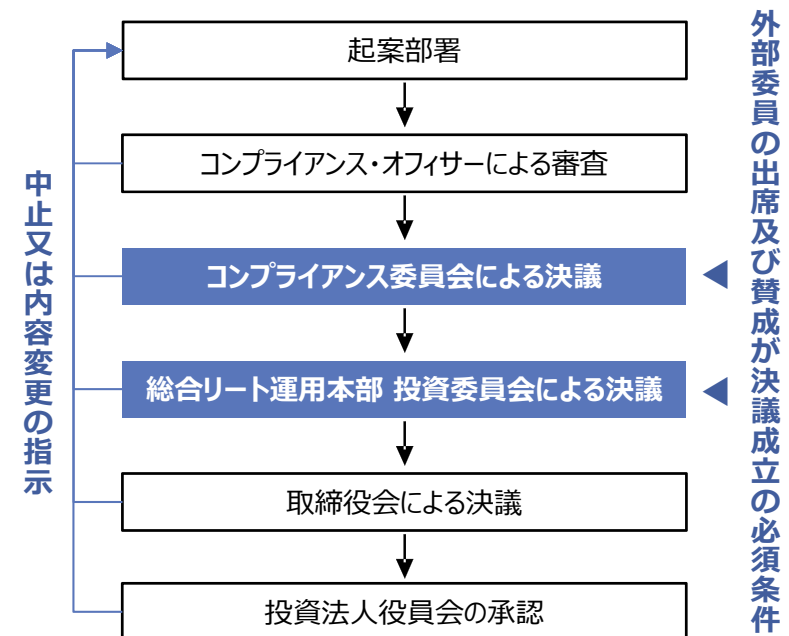 起案部署
コンプライアンス・オフィサーによる審査
コンプライアンス委員会による決議
総合リート運用本部 投資委員会による決議
取締役会による決議
投資法人役員会の承認
中止又は内容変更の指示
外部委員の出席及び賛成が決議成立の必須条件